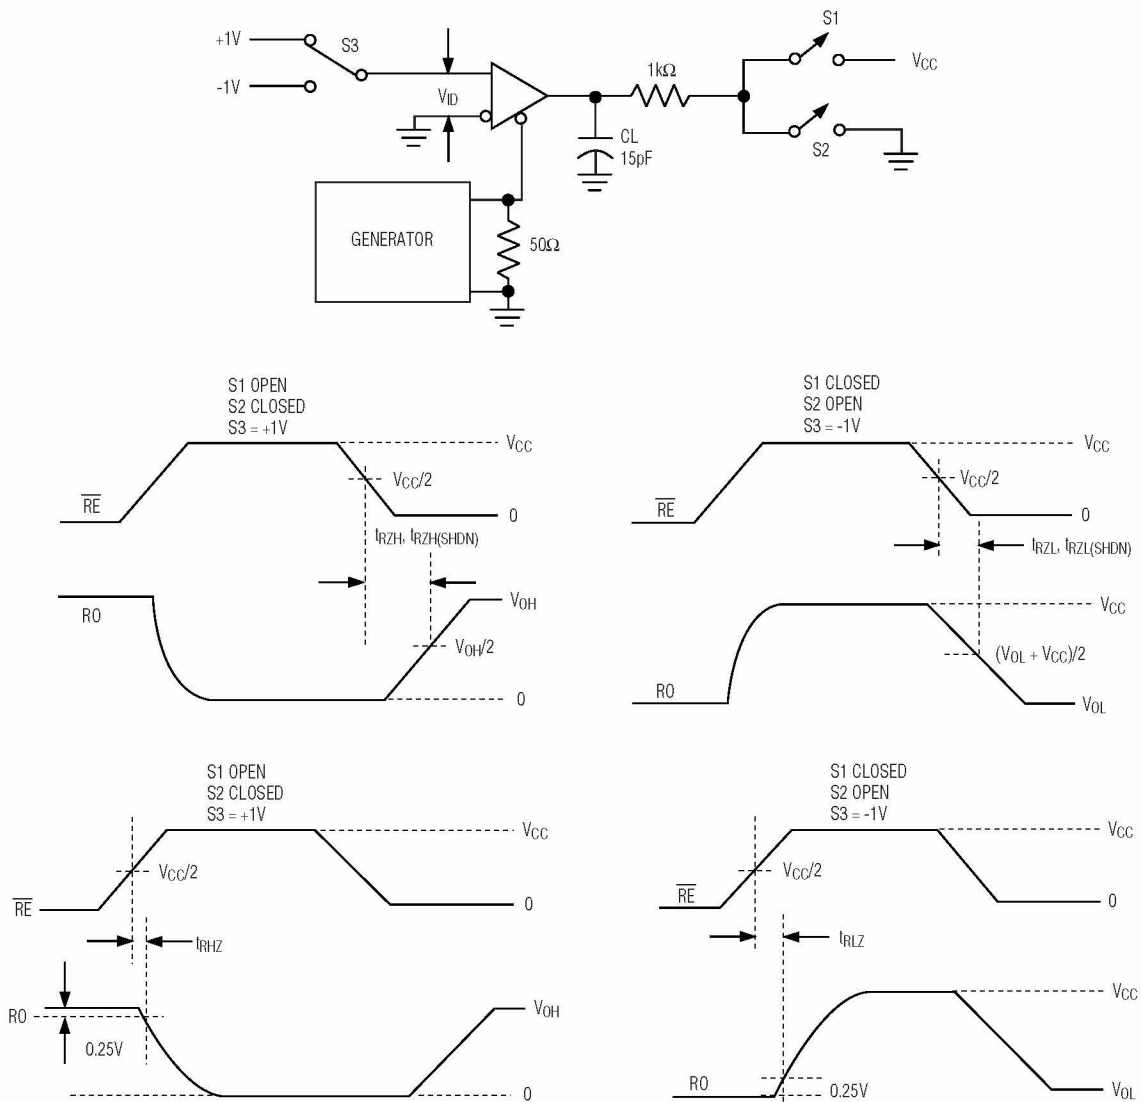 S1
+1V
S3
VCC
-1V
VID
1kΩ
CL
15pF
S2
GENERATOR
50Ω
S1 OPEN
S2 CLOSED
S3 = +1V
VCC
VCC/2
RE
0
tRZH, tRZH(SHDN)
RO
VOH
VOH/2
0
S1 CLOSED
S2 OPEN
S3 = -1V
VCC
VCC/2
RE
0
tRZL, tRZL(SHDN)
VCC
(VOL + VCC)/2
RO
VOL
S1 OPEN
S2 CLOSED
S3 = +1V
VCC
VCC/2
RE
0
tRHZ
RO
VOH
0.25V
0
S1 CLOSED
S2 OPEN
S3 = -1V
VCC
VCC/2
RE
0
tRLZ
VCC
RO
0.25V
VOL